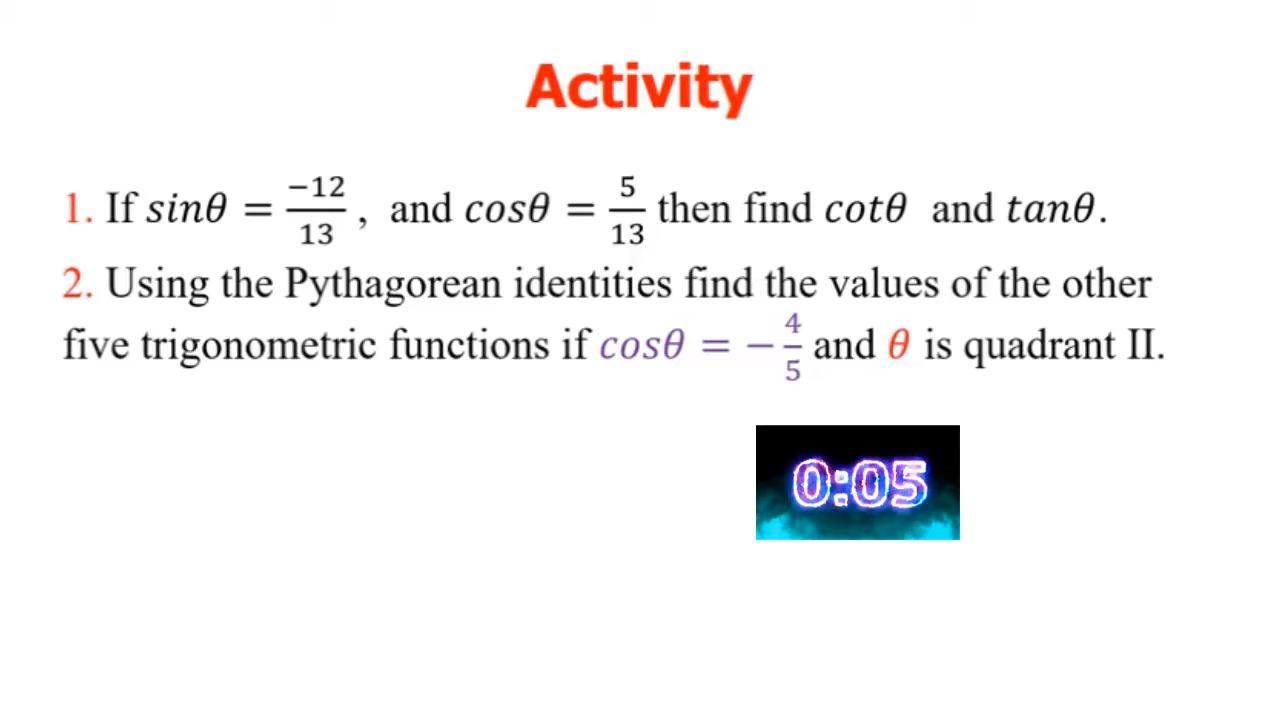 Activity
1. If sinθ = −12/13 , and cosθ = 5/13 then find cotθ and tanθ.
2. Using the Pythagorean identities find the values of the other
five trigonometric functions if cosθ = −4/5 and θ is quadrant II.
0:05